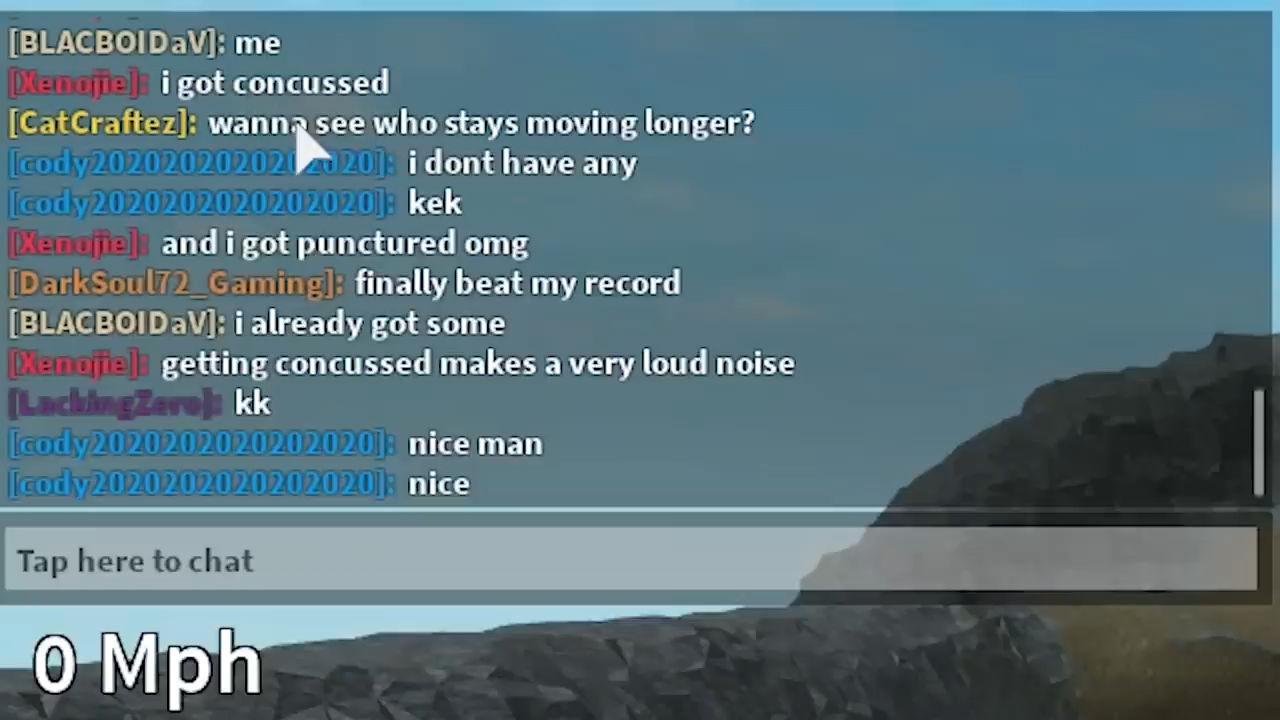 [BLACBOIDaV]: me
[Xenojie]: i got concussed
[CatCraftez]: wanna see who stays moving longer?
[cody2020202020202020]: i dont have any
[cody2020202020202020]: kek
[Xenojie]: and i got punctured omg
[DarkSoul72_Gaming]: finally beat my record
[BLACBOIDaV]: i already got some
[Xenojie]: getting concussed makes a very loud noise
[LackingZero]: kk
[cody2020202020202020]: nice man
[cody2020202020202020]: nice
Tap here to chat
0 Mph